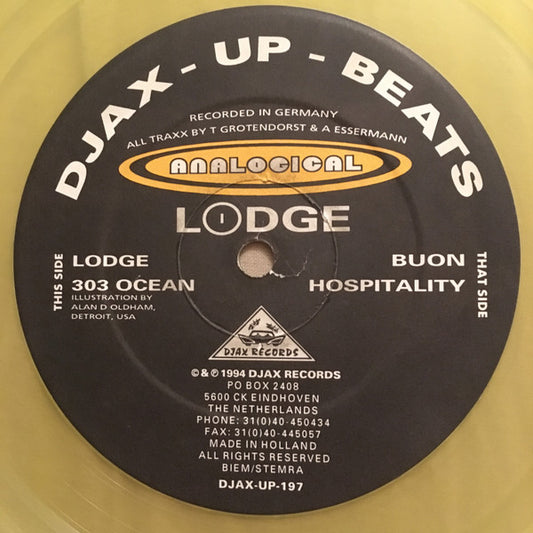 DJAX - UP - BEATS
RECORDED IN GERMANY
ALL TRAXX BY T GROTENDORST & A ESSERMANN
ANALOGICAL
LODGE
I
THIS SIDE
LODGE
303 OCEAN
ILLUSTRATION BY
ALAN D OLDHAM,
DETROIT, USA
BUON
HOSPITALITY
THAT SIDE
DJAX RECORDS
© & ℗ 1994 DJAX RECORDS
PO BOX 2408
5600 CK EINDHOVEN
THE NETHERLANDS
PHONE: 31(0)40-450434
FAX: 31(0)40-445057
MADE IN HOLLAND
ALL RIGHTS RESERVED
BIEM/STEMRA
DJAX-UP-197